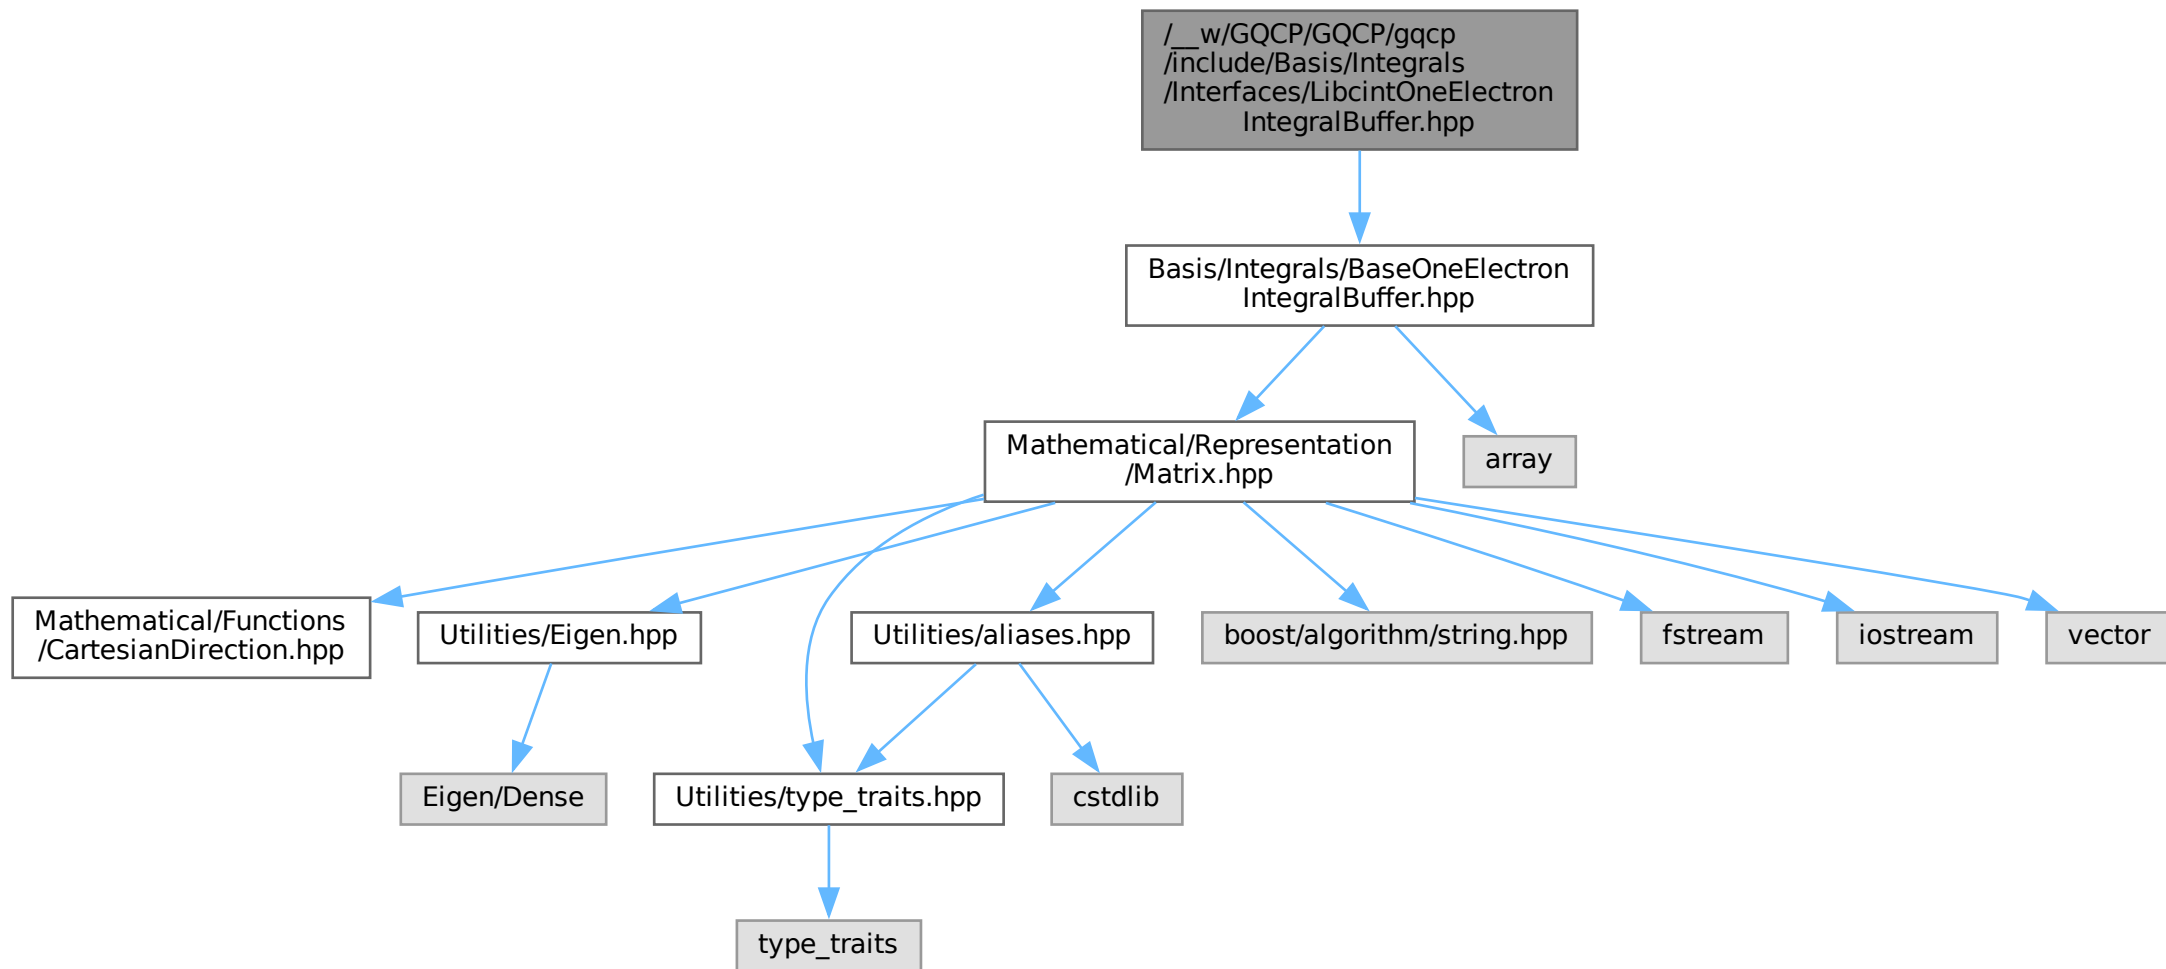 /__w/GQCP/GQCP/gqcp
/include/Basis/Integrals
/Interfaces/LibcintOneElectron
IntegralBuffer.hpp
Basis/Integrals/BaseOneElectron
IntegralBuffer.hpp
Mathematical/Representation
/Matrix.hpp
array
Mathematical/Functions
/CartesianDirection.hpp
Utilities/Eigen.hpp
Utilities/aliases.hpp
boost/algorithm/string.hpp
fstream
iostream
vector
Eigen/Dense
Utilities/type_traits.hpp
cstdlib
type_traits